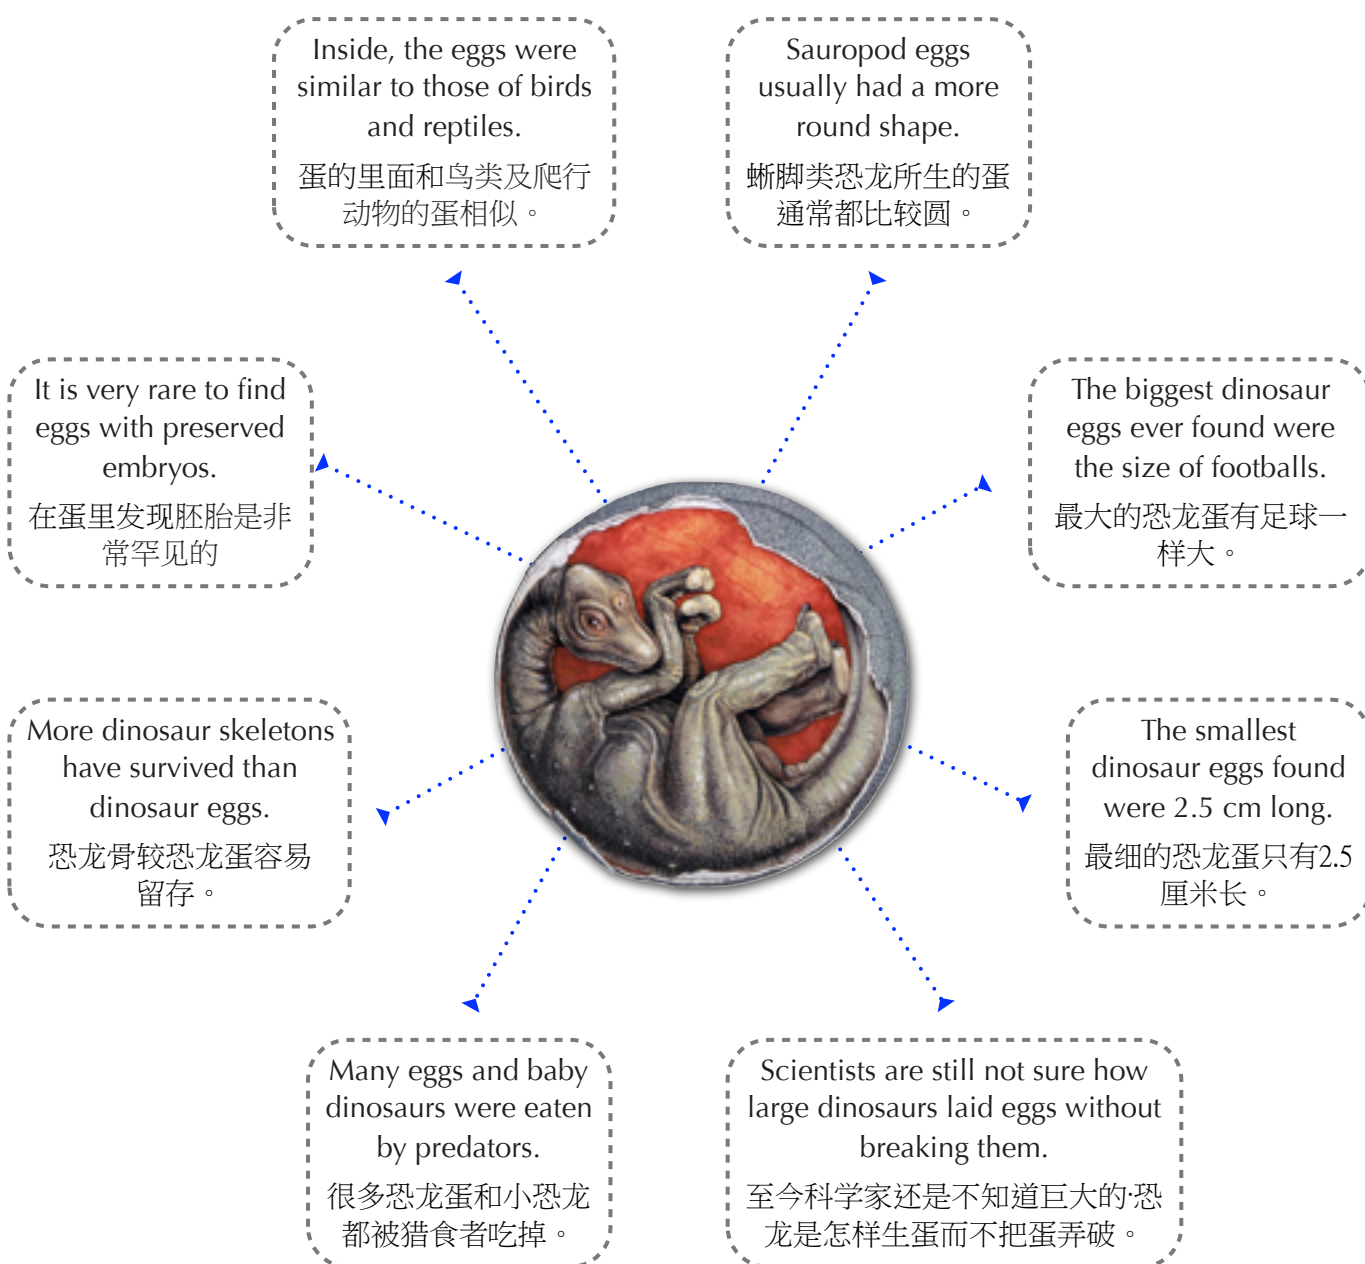 Inside, the eggs were
similar to those of birds
and reptiles.
蛋的里面和鸟类及爬行
动物的蛋相似。
Sauropod eggs
usually had a more
round shape.
蜥脚类恐龙所生的蛋
通常都比较圆。
It is very rare to find
eggs with preserved
embryos.
在蛋里发现胚胎是非
常罕见的
The biggest dinosaur
eggs ever found were
the size of footballs.
最大的恐龙蛋有足球一
样大。
More dinosaur skeletons
have survived than
dinosaur eggs.
恐龙骨较恐龙蛋容易
留存。
The smallest
dinosaur eggs found
were 2.5 cm long.
最细的恐龙蛋只有2.5
厘米长。
Many eggs and baby
dinosaurs were eaten
by predators.
很多恐龙蛋和小恐龙
都被猎食者吃掉。
Scientists are still not sure how
large dinosaurs laid eggs without
breaking them.
至今科学家还是不知道巨大的·恐
龙是怎样生蛋而不把蛋弄破。